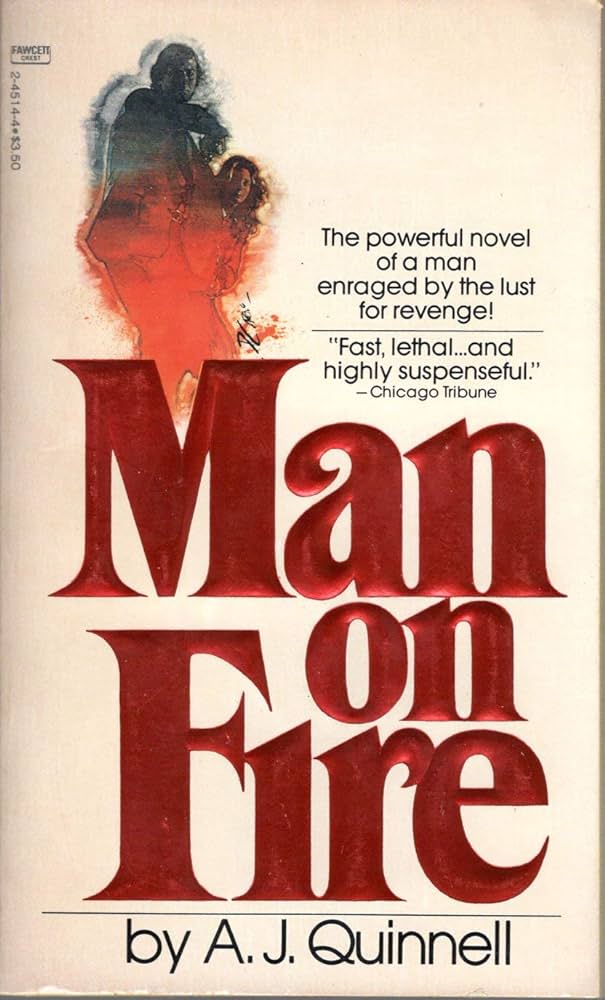 FAWCETT
CREST
2-4514-4•$3.50
The powerful novel
of a man
enraged by the lust
for revenge!
"Fast, lethal...and
highly suspenseful."
—Chicago Tribune
Man
on
Fire
by A. J. Quinnell